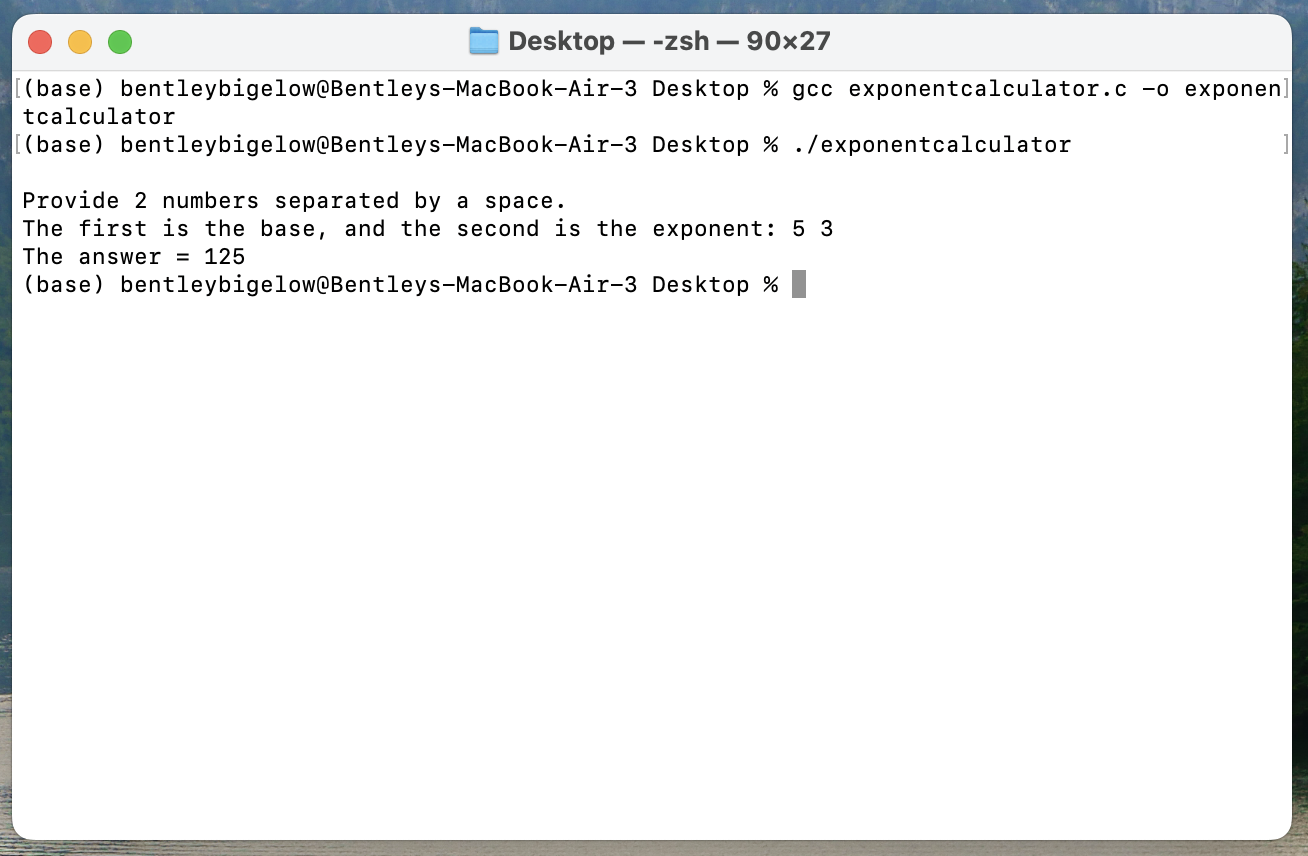 Desktop — -zsh — 90×27
[(base) bentleybigelow@Bentleys-MacBook-Air-3 Desktop % gcc exponentcalculator.c -o exponen]
tcalculator
[(base) bentleybigelow@Bentleys-MacBook-Air-3 Desktop % ./exponentcalculator ]
Provide 2 numbers separated by a space.
The first is the base, and the second is the exponent: 5 3
The answer = 125
(base) bentleybigelow@Bentleys-MacBook-Air-3 Desktop %